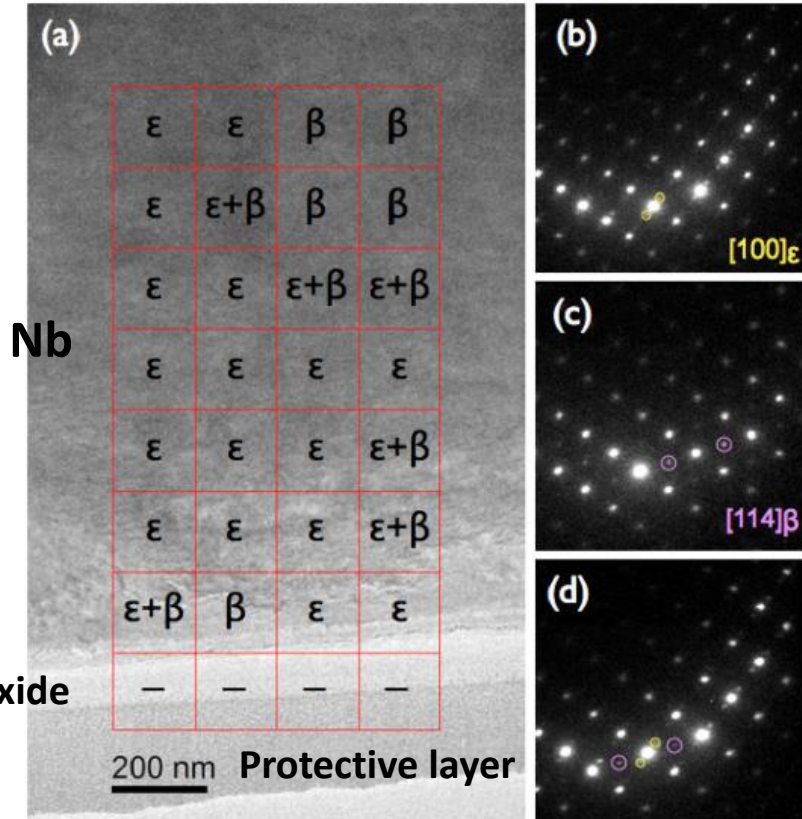 (a)
ε ε β β
ε ε+β β β
ε ε ε+β ε+β
Nb
ε ε ε ε
ε ε ε ε+β
ε ε ε ε+β
ε+β β ε ε
xide
– – – –
200 nm
Protective layer
(b)
[100]ε
(c)
[114]β
(d)